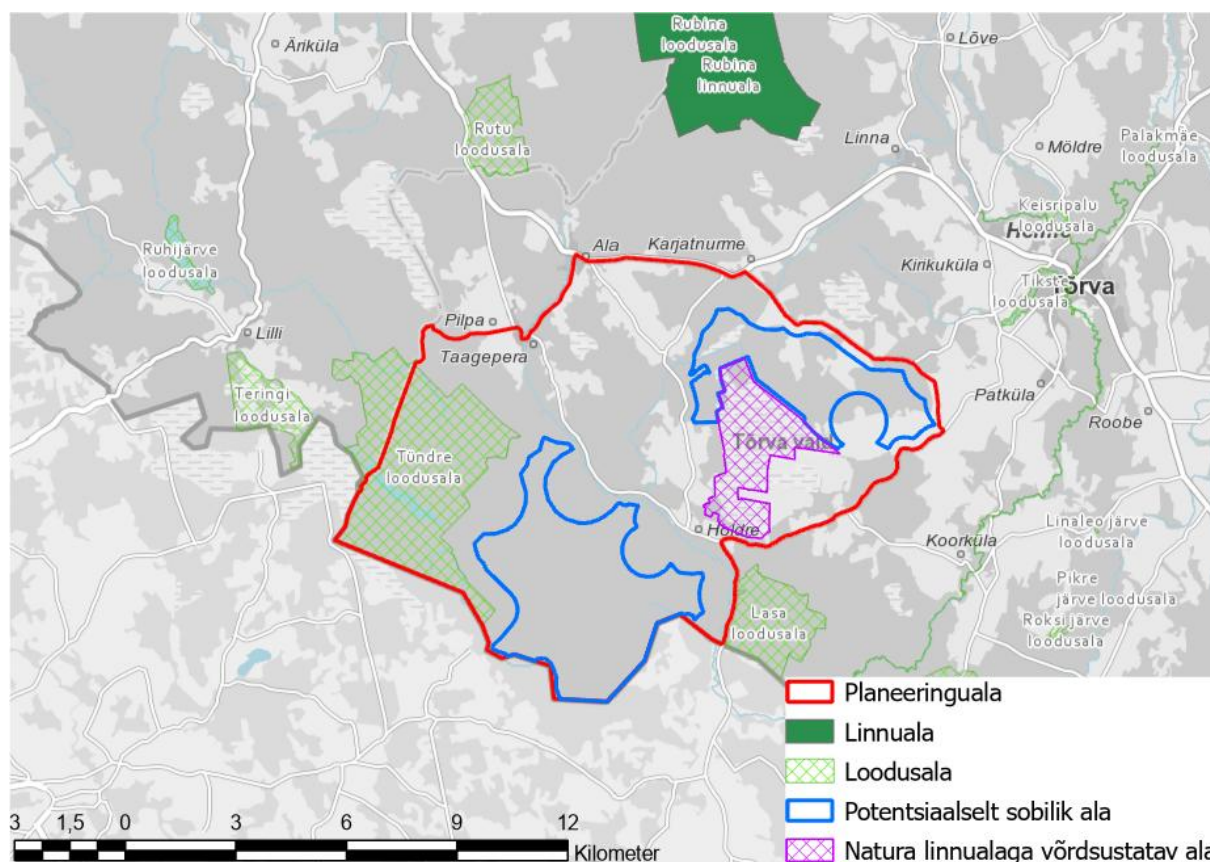 Rubina
loodusala
Rubina
linnuala
Äriküla
Lõve
Rutu
loodusala
Linna
Möldre
Palakmäe
loodusala
Keisripalu
loodusala
Helme
Ruhijärve
loodusala
Ala
Karjatnurme
Kirikuküla
Tikste
loodusala
Tõrva
Pilpa
Lilli
Taagepera
Teringi
loodusala
Patküla
Roobe
Tõrva vald
Tündre
loodusala
Holdre
Koorküla
Linaleo järve
loodusala
Pikre
järve loodusala
Roksi järve
loodusala
Lasa
loodusala
Planeeringuala
Linnuala
Loodusala
Potentsiaalselt sobilik ala
Natura linnualaga võrdsustatav ala
3 1,5 0 3 6 9 12
Kilometer